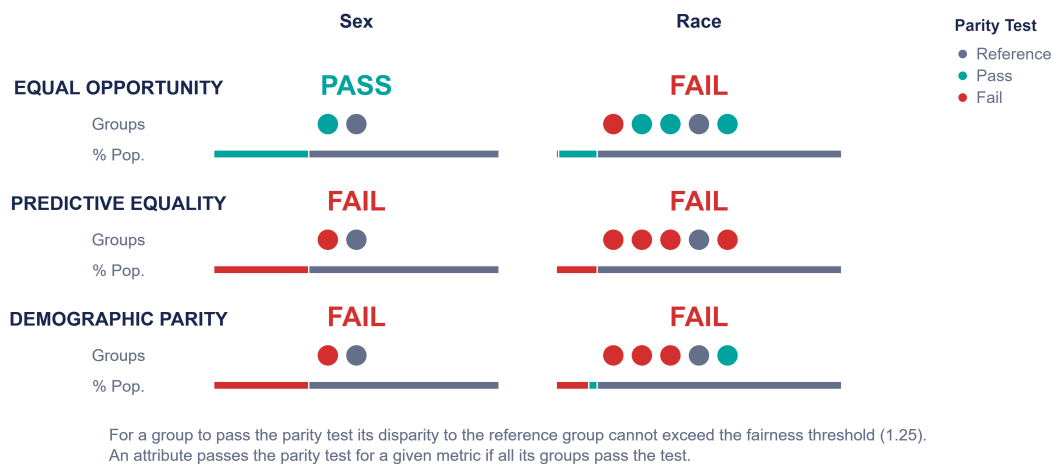 Sex Race
Parity Test
Reference
Pass
Fail
EQUAL OPPORTUNITY PASS FAIL
Groups
% Pop.
PREDICTIVE EQUALITY FAIL FAIL
Groups
% Pop.
DEMOGRAPHIC PARITY FAIL FAIL
Groups
% Pop.
For a group to pass the parity test its disparity to the reference group cannot exceed the fairness threshold (1.25).
An attribute passes the parity test for a given metric if all its groups pass the test.